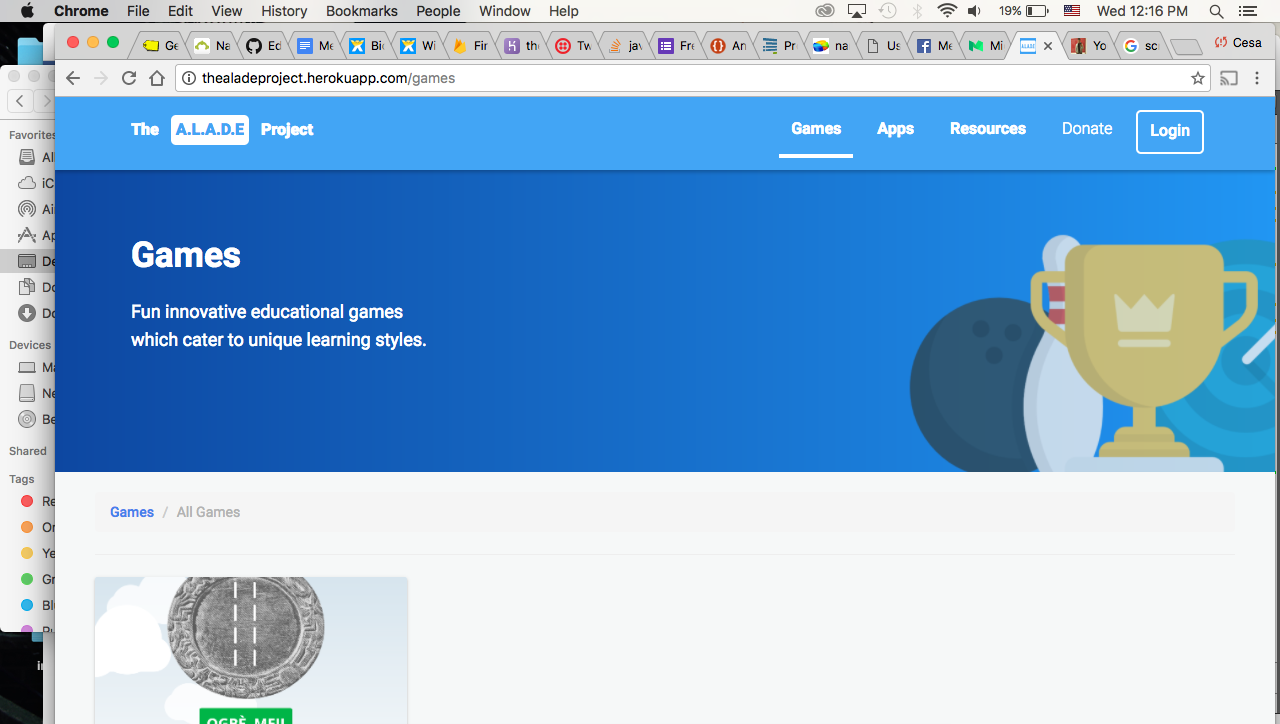 Chrome File Edit View History Bookmarks People Window Help 19% Wed 12:16 PM
Ge Na Ed Me Bi Wi Fir the Tw jav Fre An Pr na Us Me Mi Yo sc Cesa
thealadeproject.herokuapp.com/games
The A.L.A.D.E Project Games Apps Resources Donate Login
Favorites
All
iC
Ai
Ap
De
Do
Do
Devices
Ma
Ne
Be
Shared
Tags
Re
Or
Ye
Gr
Bl
Games
Fun innovative educational games
which cater to unique learning styles.
Games / All Games
OGBÈ MEJI